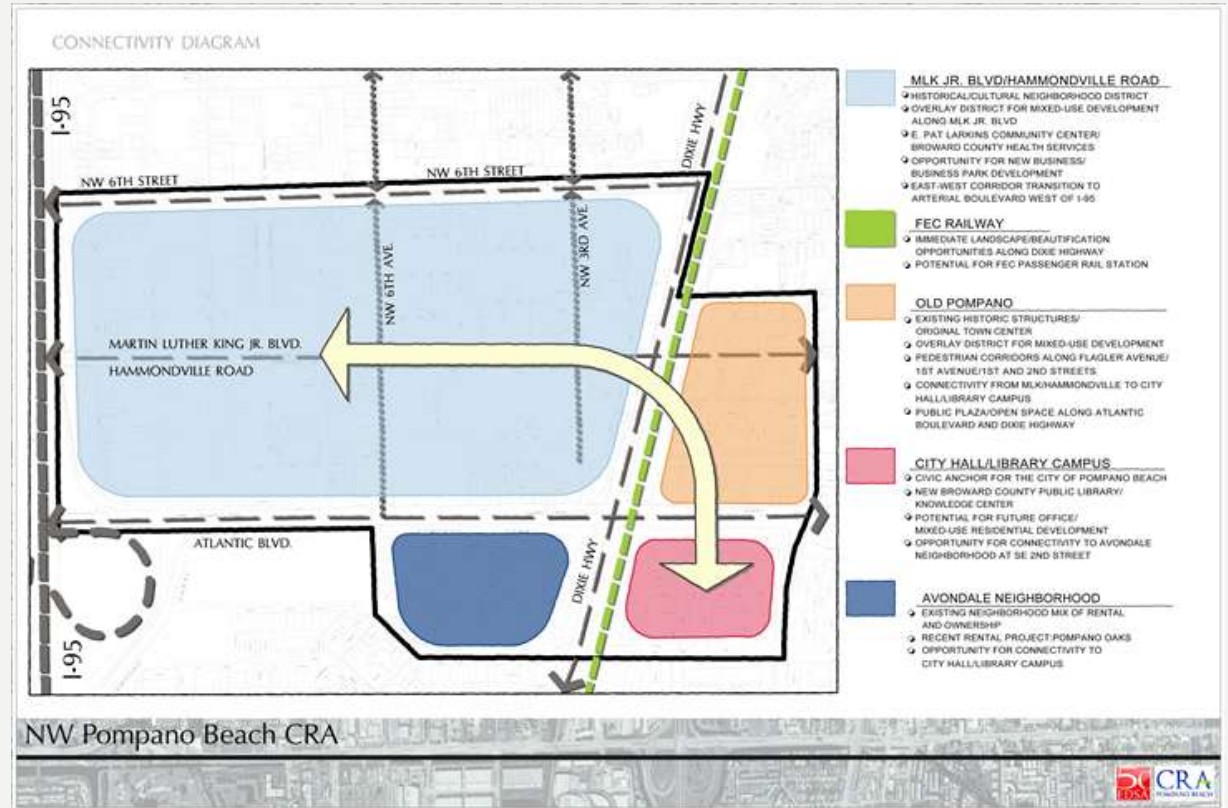 CONNECTIVITY DIAGRAM
I-95
NW 6TH STREET
NW 6TH STREET
DIXIE HWY
NW 6TH AVE.
NW 3RD AVE.
MARTIN LUTHER KING JR. BLVD.
HAMMONDVILLE ROAD
ATLANTIC BLVD.
DIXIE HWY
I-95
MLK JR. BLVD/HAMMONDVILLE ROAD
HISTORICAL/CULTURAL NEIGHBORHOOD DISTRICT
OVERLAY DISTRICT FOR MIXED-USE DEVELOPMENT
ALONG MLK JR. BLVD
E. PAT LARKINS COMMUNITY CENTER/
BROWARD COUNTY HEALTH SERVICES
OPPORTUNITY FOR NEW BUSINESS/
BUSINESS PARK DEVELOPMENT
EAST-WEST CORRIDOR TRANSITION TO
ARTERIAL BOULEVARD WEST OF I-95
FEC RAILWAY
IMMEDIATE LANDSCAPE/BEAUTIFICATION
OPPORTUNITIES ALONG DIXIE HIGHWAY
POTENTIAL FOR FEC PASSENGER RAIL STATION
OLD POMPANO
EXISTING HISTORIC STRUCTURES/
ORIGINAL TOWN CENTER
OVERLAY DISTRICT FOR MIXED-USE DEVELOPMENT
PEDESTRIAN CORRIDORS ALONG FLAGLER AVENUE/
1ST AVENUE/1ST AND 2ND STREETS
CONNECTIVITY FROM MLK/HAMMONDVILLE TO CITY
HALL/LIBRARY CAMPUS
PUBLIC PLAZA/OPEN SPACE ALONG ATLANTIC
BOULEVARD AND DIXIE HIGHWAY
CITY HALL/LIBRARY CAMPUS
CIVIC ANCHOR FOR THE CITY OF POMPANO BEACH
NEW BROWARD COUNTY PUBLIC LIBRARY/
KNOWLEDGE CENTER
POTENTIAL FOR FUTURE OFFICE/
MIXED-USE RESIDENTIAL DEVELOPMENT
OPPORTUNITY FOR CONNECTIVITY TO AVONDALE
NEIGHBORHOOD AT SE 2ND STREET
AVONDALE NEIGHBORHOOD
EXISTING NEIGHBORHOOD MIX OF RENTAL
AND OWNERSHIP
RECENT RENTAL PROJECT:POMPANO OAKS
OPPORTUNITY FOR CONNECTIVITY TO
CITY HALL/LIBRARY CAMPUS
NW Pompano Beach CRA
EDSA
CRA
POMPANO BEACH